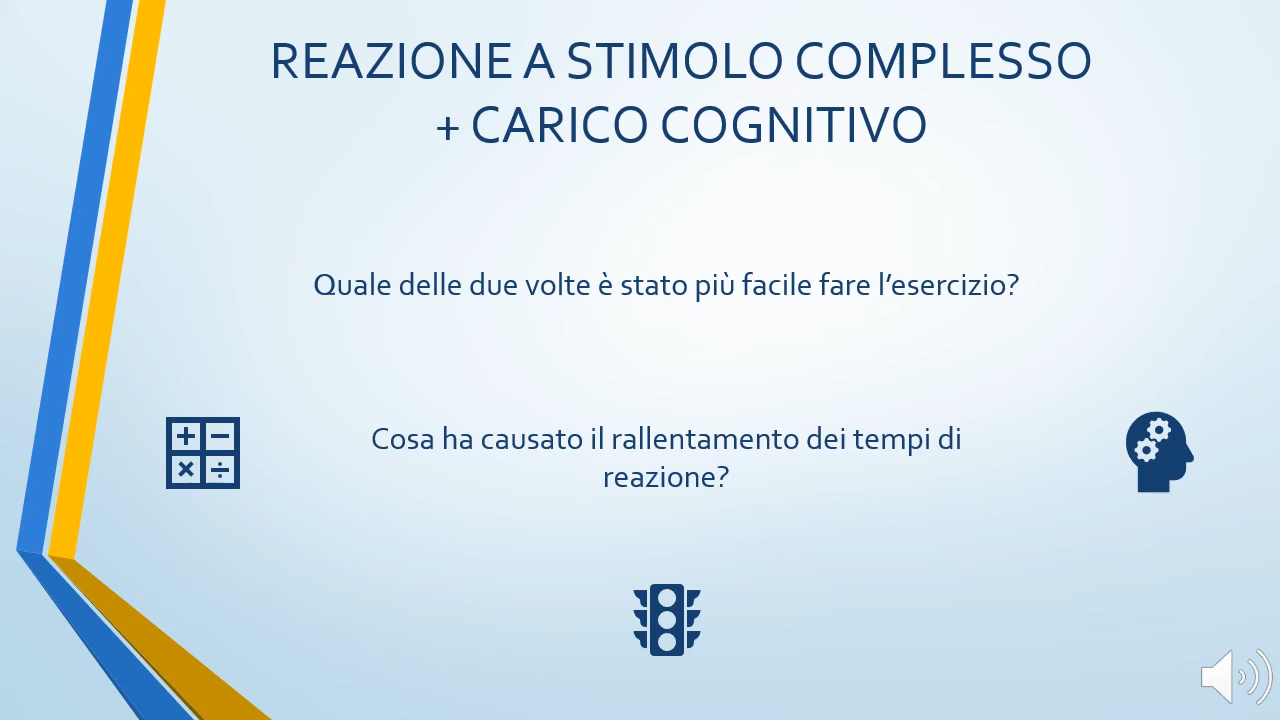 REAZIONE A STIMOLO COMPLESSO
+ CARICO COGNITIVO
Quale delle due volte è stato più facile fare l’esercizio?
Cosa ha causato il rallentamento dei tempi di
reazione?